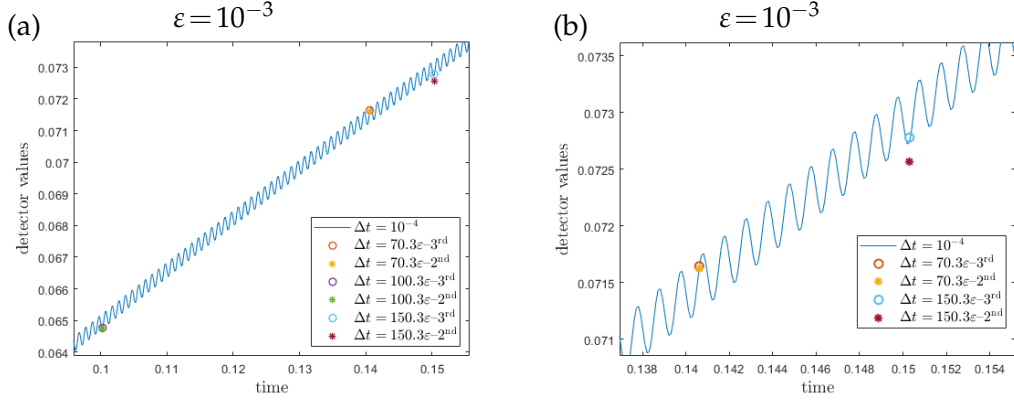 (a)
ε=10⁻³
0.073
0.072
0.071
0.07
0.069
0.068
0.067
0.066
0.065
0.064
detector values
0.1
0.11
0.12
0.13
0.14
0.15
time
Δt = 10⁻⁴
Δt = 70.3ε–3ʳᵈ
Δt = 70.3ε–2ⁿᵈ
Δt = 100.3ε–3ʳᵈ
Δt = 100.3ε–2ⁿᵈ
Δt = 150.3ε–3ʳᵈ
Δt = 150.3ε–2ⁿᵈ
(b)
ε=10⁻³
0.0735
0.073
0.0725
0.072
0.0715
0.071
detector values
0.138
0.14
0.142
0.144
0.146
0.148
0.15
0.152
0.154
time
Δt = 10⁻⁴
Δt = 70.3ε–3ʳᵈ
Δt = 70.3ε–2ⁿᵈ
Δt = 150.3ε–3ʳᵈ
Δt = 150.3ε–2ⁿᵈ